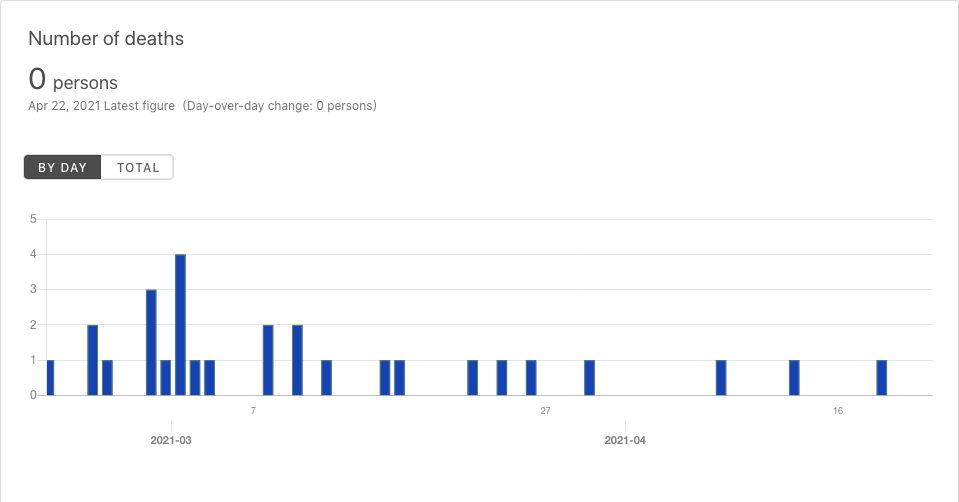 Number of deaths
0 persons
Apr 22, 2021 Latest figure (Day-over-day change: 0 persons)
BY DAY TOTAL
5
4
3
2
1
0
7 27 16
2021-03 2021-04